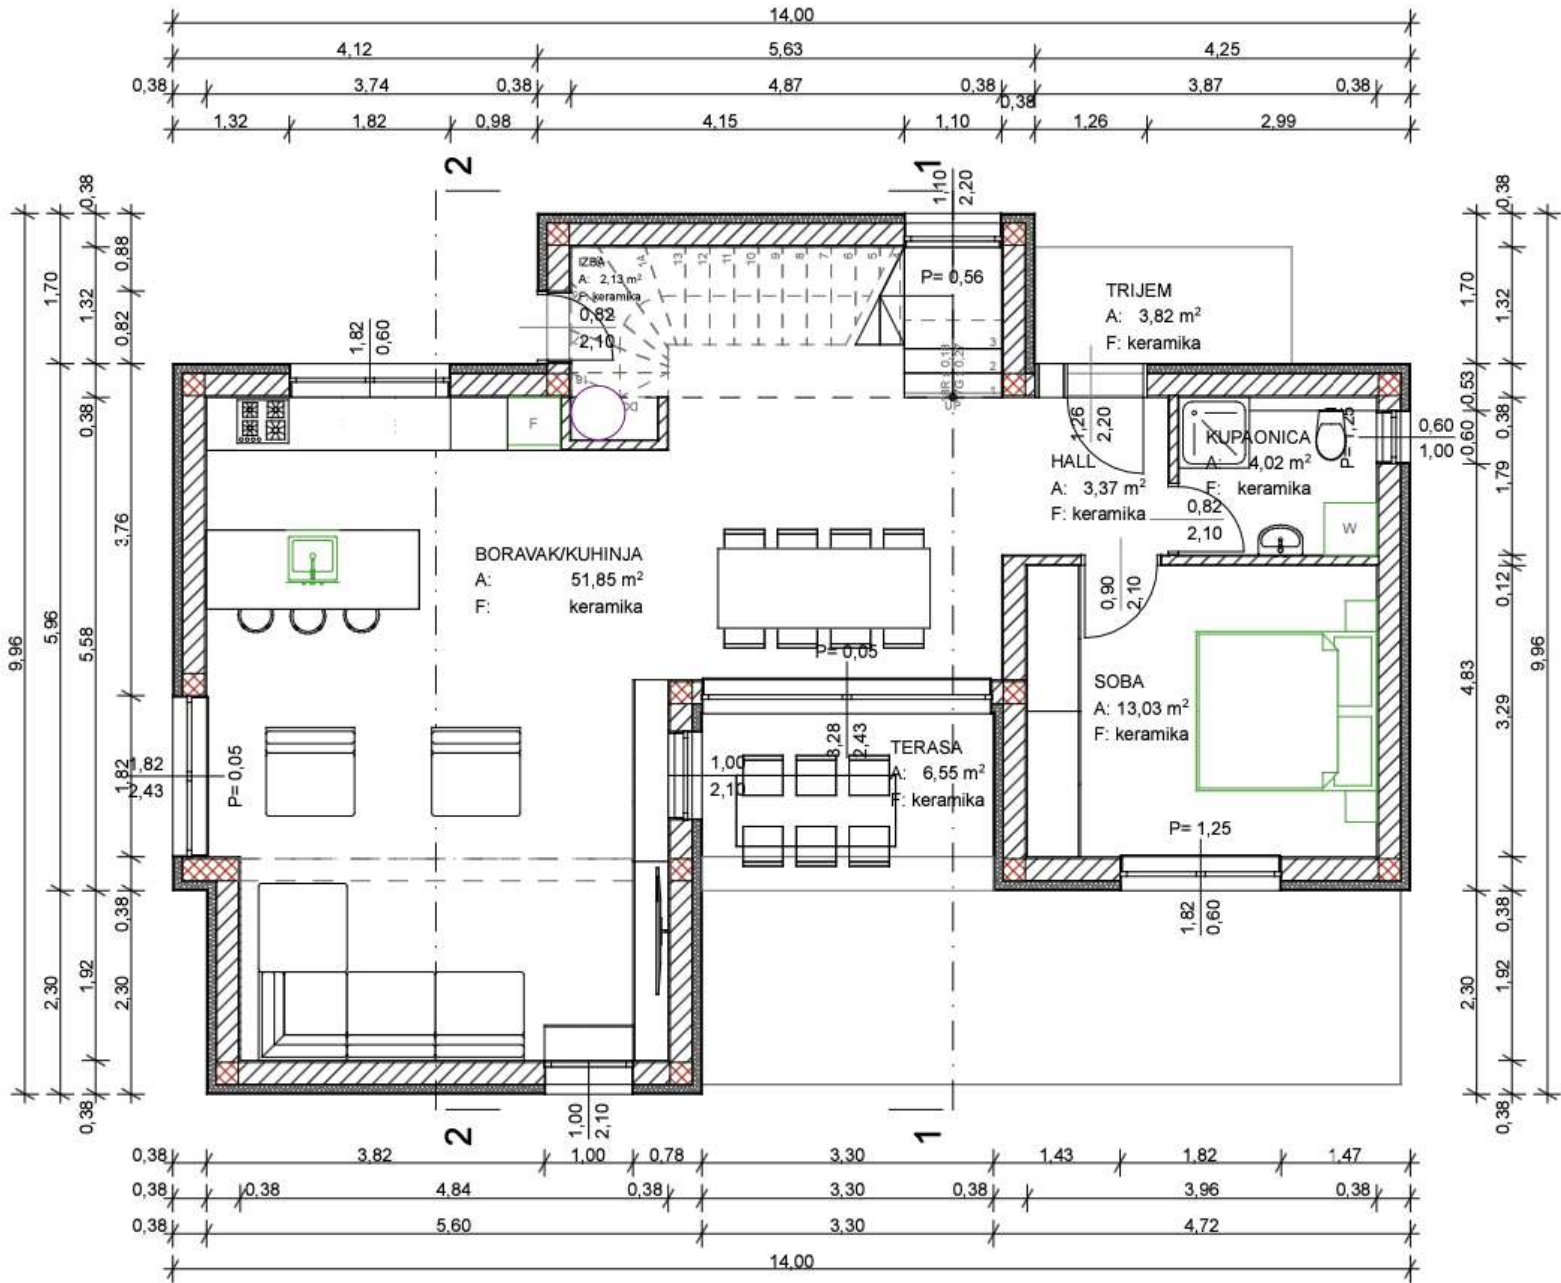 14,00
4,12 5,63 4,25
0,38 3,74 0,38 4,87 0,38 3,87 0,38
0,38
1,32 1,82 0,98 4,15 1,10 1,26 2,99
2 1
1,10
2,20
0,38
0,88
1,70
1,32
0,82
0,38
3,76
9,96
5,96
5,58
1,82
0,38
2,30
1,92
2,30
0,38
0,38
1,70
1,32
0,53
0,38
0,60
1,79
0,12
9,96
4,83
3,29
0,38
2,30
1,92
0,38
1,82
0,60
IZBA
A: 2,13 m²
F: keramika
0,82
2,10
13 12 11 10 9 8 7 6 5
3
2
1
P= 0,56
TRIJEM
A: 3,82 m²
F: keramika
F
1,26
2,20
HALL
A: 3,37 m²
F: keramika
KUPAONICA
A: 4,02 m²
F: keramika
P= 1,25
0,60
1,00
0,82
2,10
W
BORAVAK/KUHINJA
A: 51,85 m²
F: keramika
0,90
2,10
P= 0,05
3,28
2,43
SOBA
A: 13,03 m²
F: keramika
TERASA
A: 6,55 m²
F: keramika
1,82
2,43
P= 0,05
1,00
2,10
P= 1,25
1,82
0,60
1,00
2,10
2 1
0,38 3,82 1,00 0,78 3,30 1,43 1,82 1,47
0,38 0,38 4,84 0,38 3,30 0,38 3,96 0,38
0,38 5,60 3,30 4,72
14,00